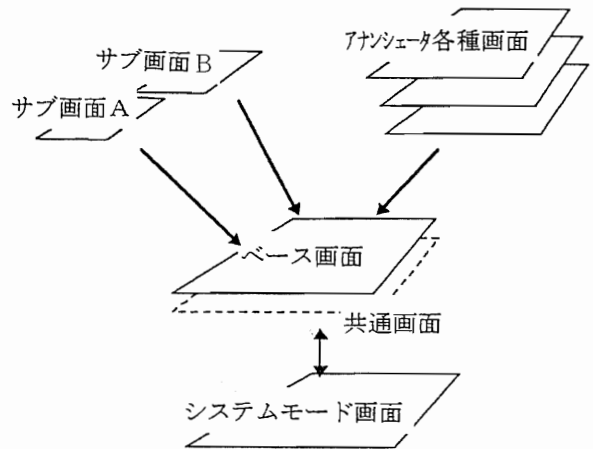 アナンシェータ各種画面
サブ画面B
サブ画面A
ベース画面
共通画面
システムモード画面